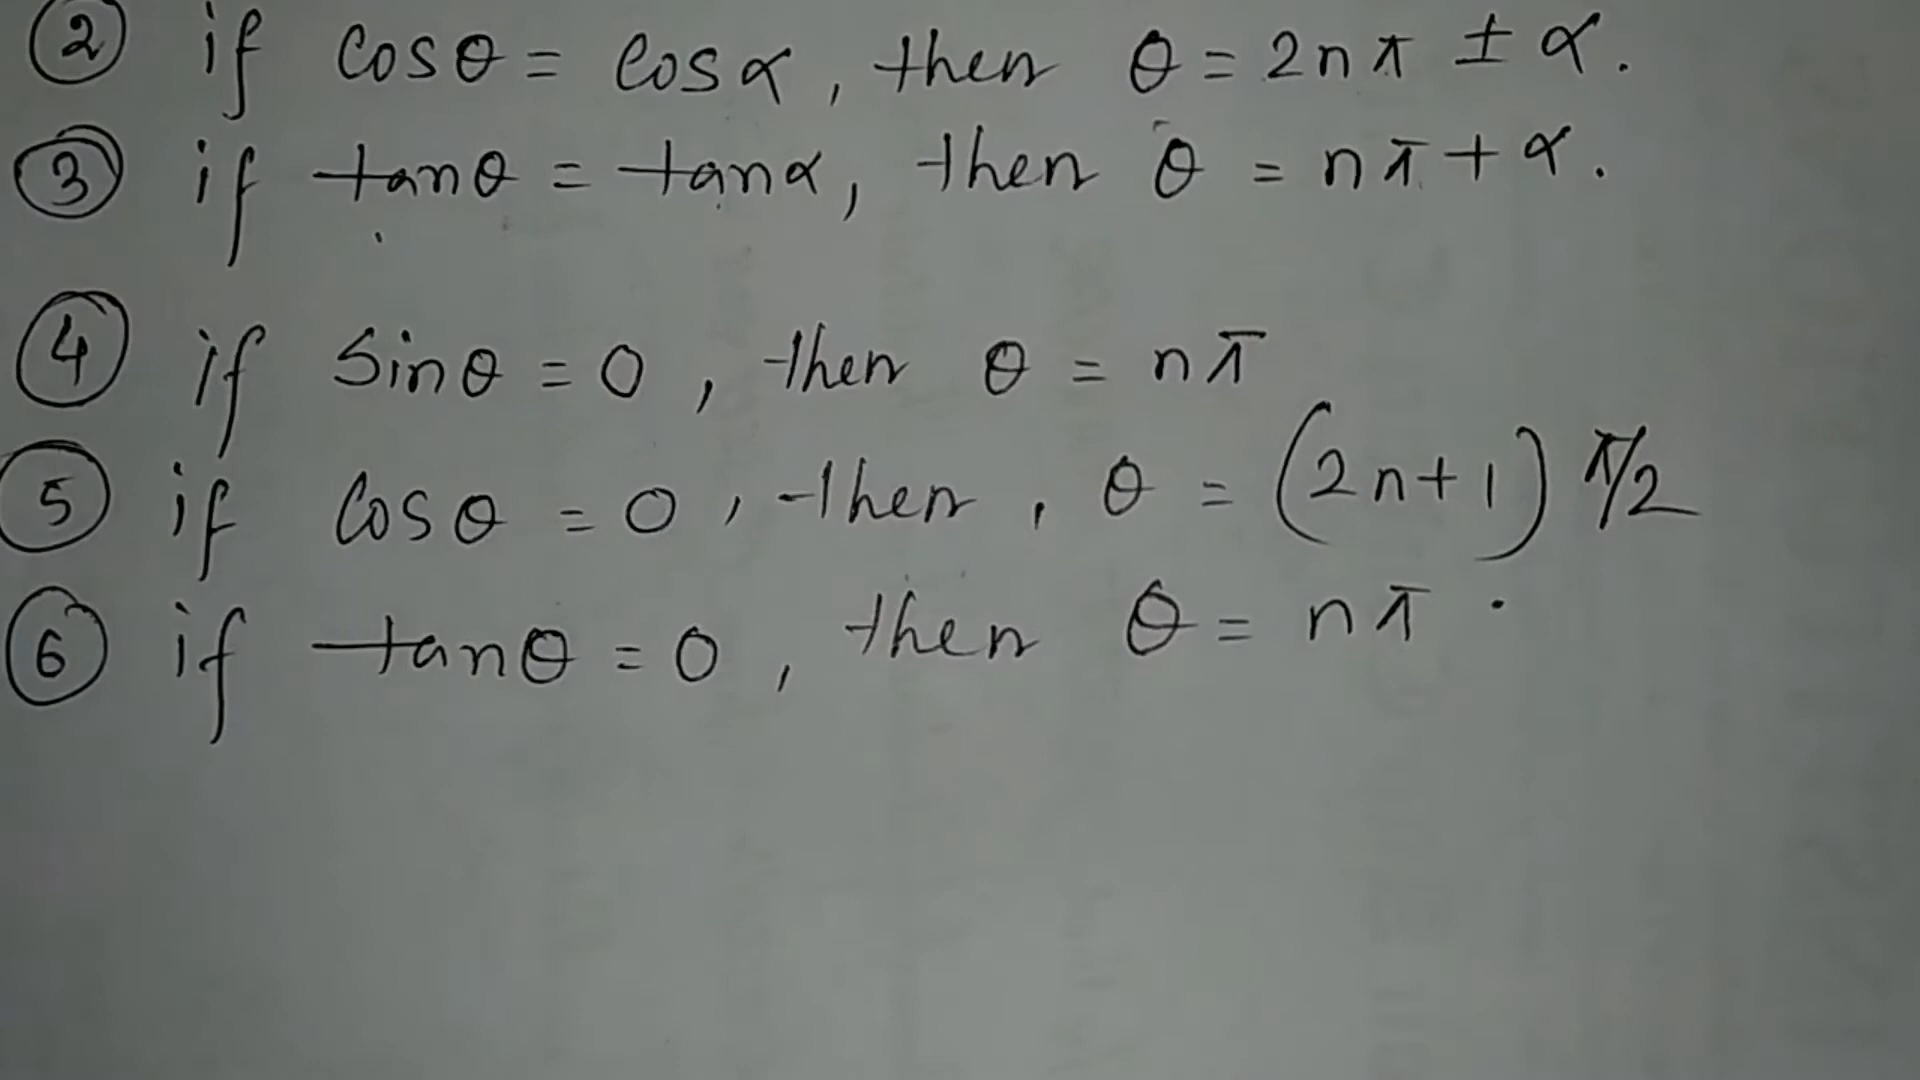 ② if cosθ = cosα, then θ = 2nπ ± α.
③ if tanθ = tanα, then θ = nπ + α.
④ if sinθ = 0, then θ = nπ
⑤ if cosθ = 0, then, θ = (2n+1) π/2
⑥ if tanθ = 0, then θ = nπ.